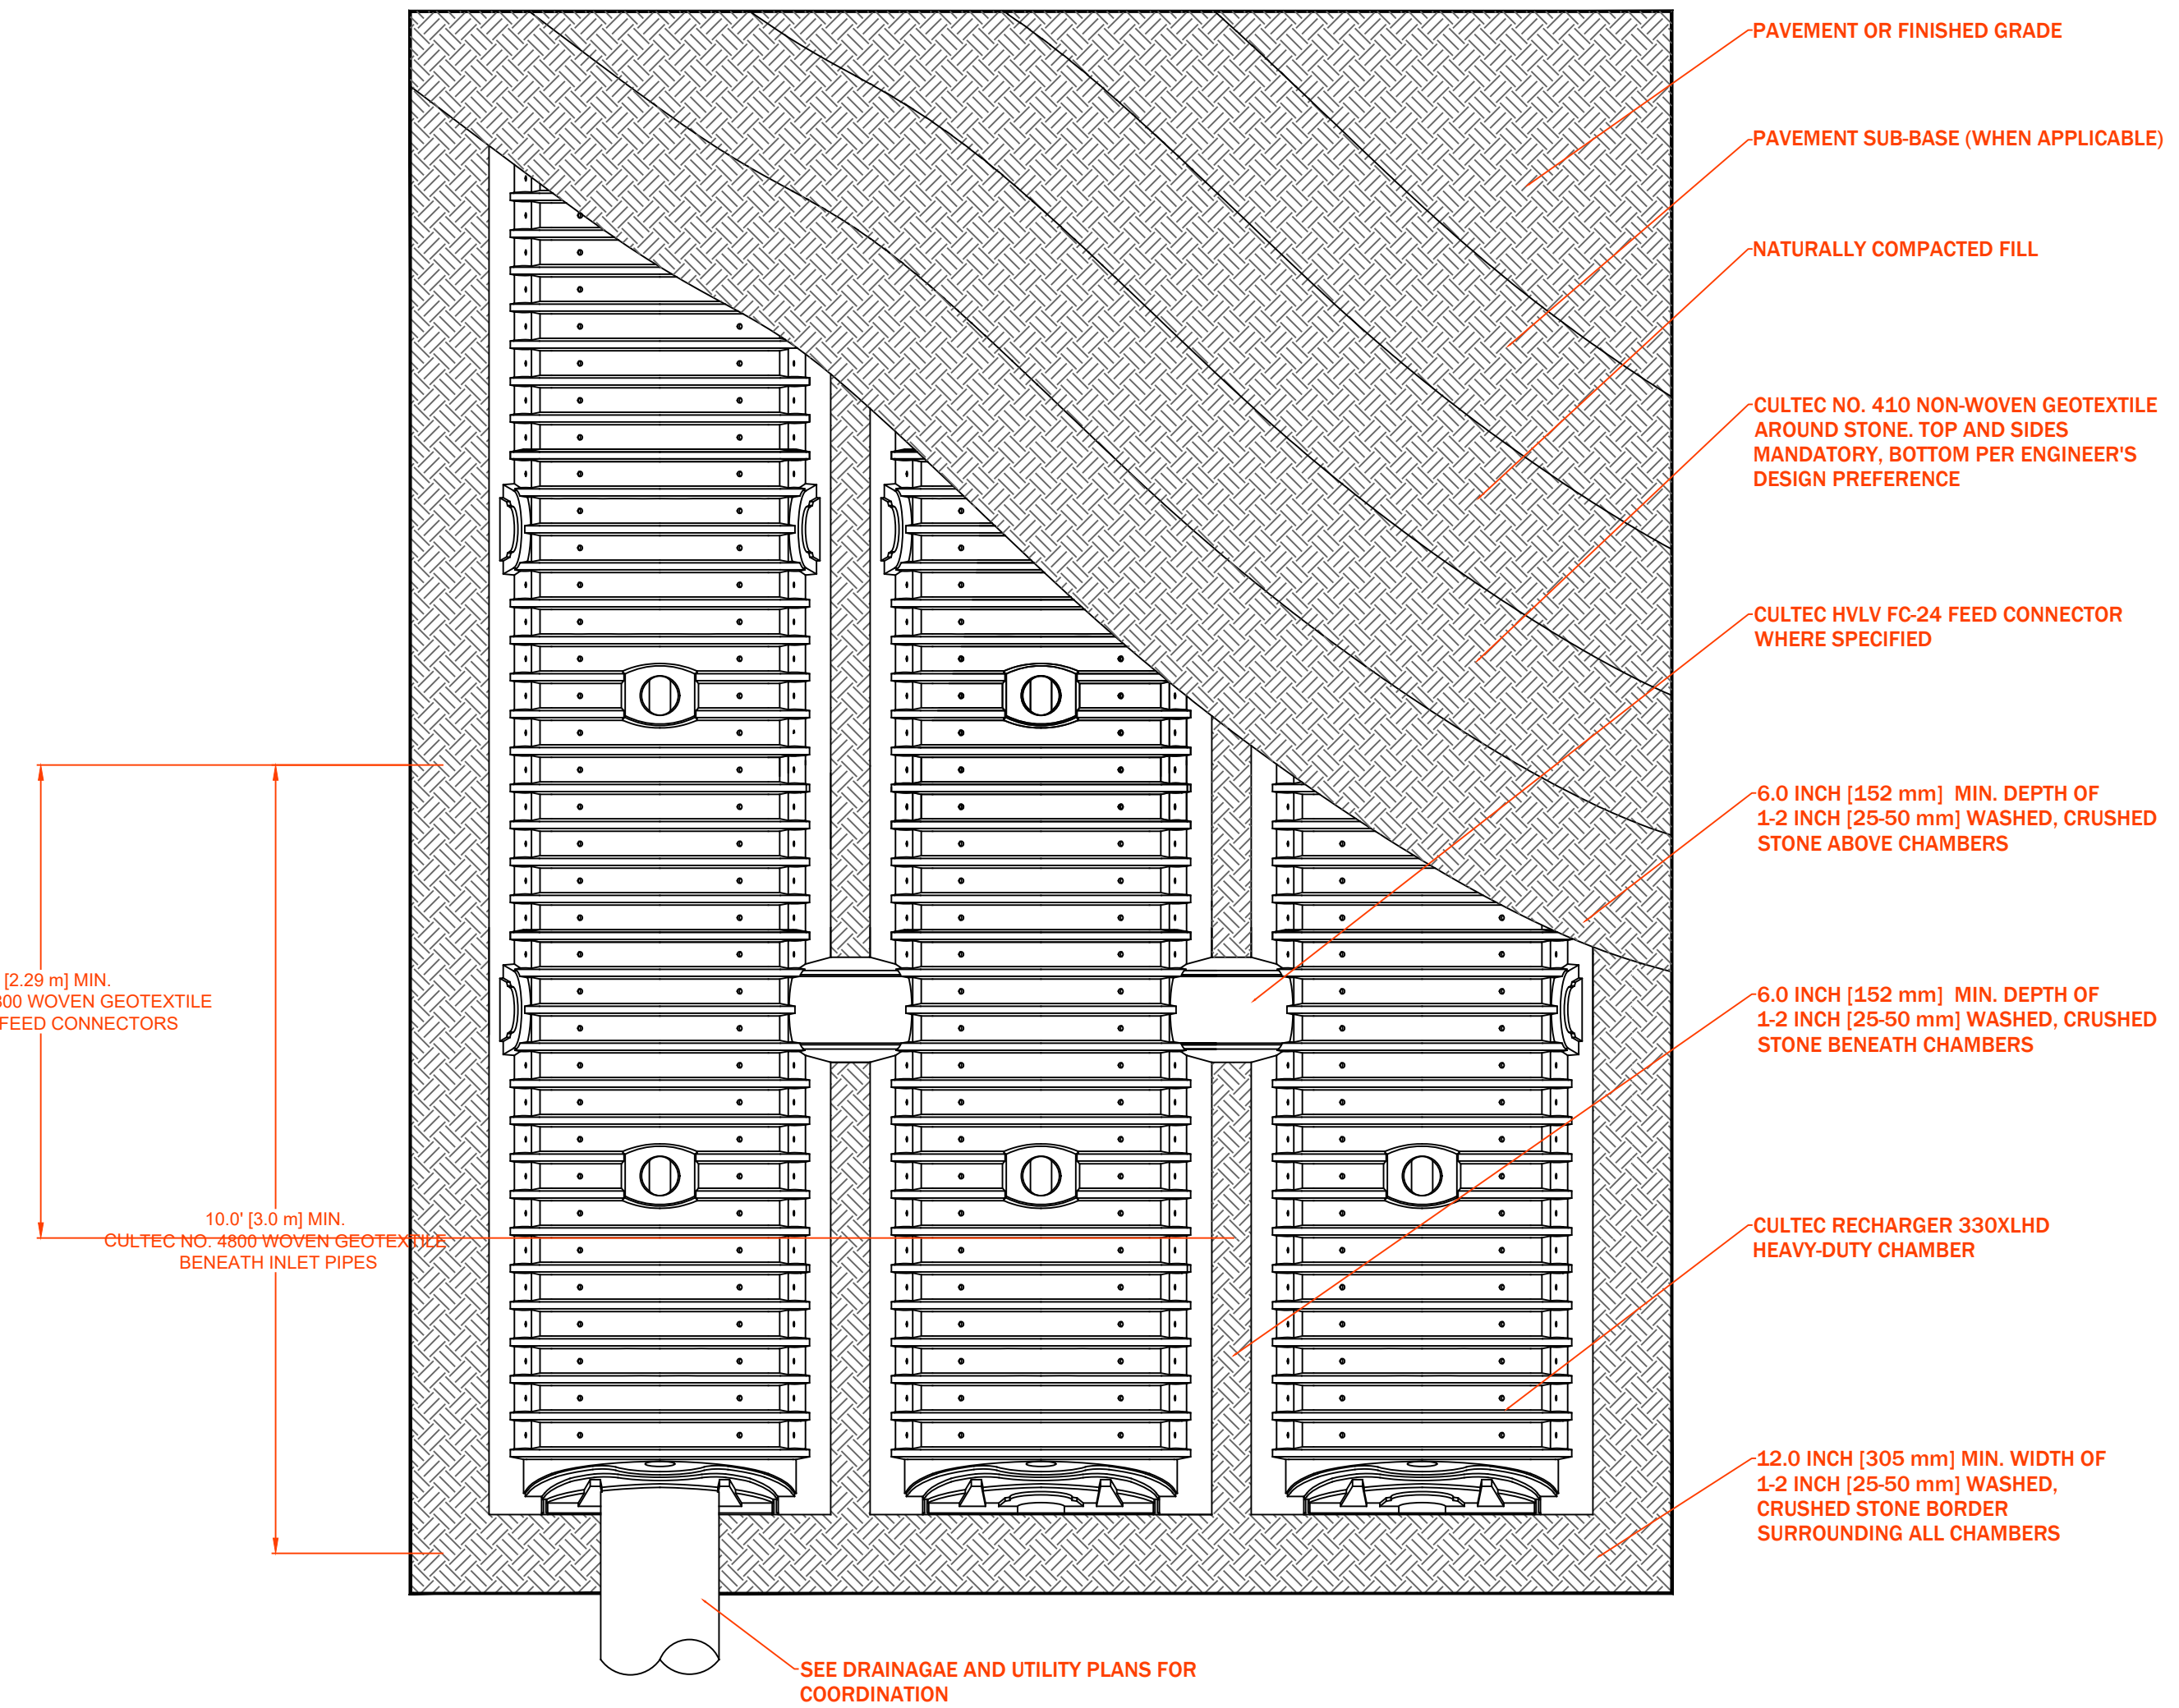 PAVEMENT OR FINISHED GRADE
PAVEMENT SUB-BASE (WHEN APPLICABLE)
NATURALLY COMPACTED FILL
CULTEC NO. 410 NON-WOVEN GEOTEXTILE
AROUND STONE. TOP AND SIDES
MANDATORY, BOTTOM PER ENGINEER'S
DESIGN PREFERENCE
CULTEC HVLV FC-24 FEED CONNECTOR
WHERE SPECIFIED
6.0 INCH [152 mm] MIN. DEPTH OF
1-2 INCH [25-50 mm] WASHED, CRUSHED
STONE ABOVE CHAMBERS
[2.29 m] MIN.
00 WOVEN GEOTEXTILE
FEED CONNECTORS
6.0 INCH [152 mm] MIN. DEPTH OF
1-2 INCH [25-50 mm] WASHED, CRUSHED
STONE BENEATH CHAMBERS
10.0' [3.0 m] MIN.
CULTEC NO. 4800 WOVEN GEOTEXTILE
BENEATH INLET PIPES
CULTEC RECHARGER 330XLHD
HEAVY-DUTY CHAMBER
12.0 INCH [305 mm] MIN. WIDTH OF
1-2 INCH [25-50 mm] WASHED,
CRUSHED STONE BORDER
SURROUNDING ALL CHAMBERS
SEE DRAINAGAE AND UTILITY PLANS FOR
COORDINATION